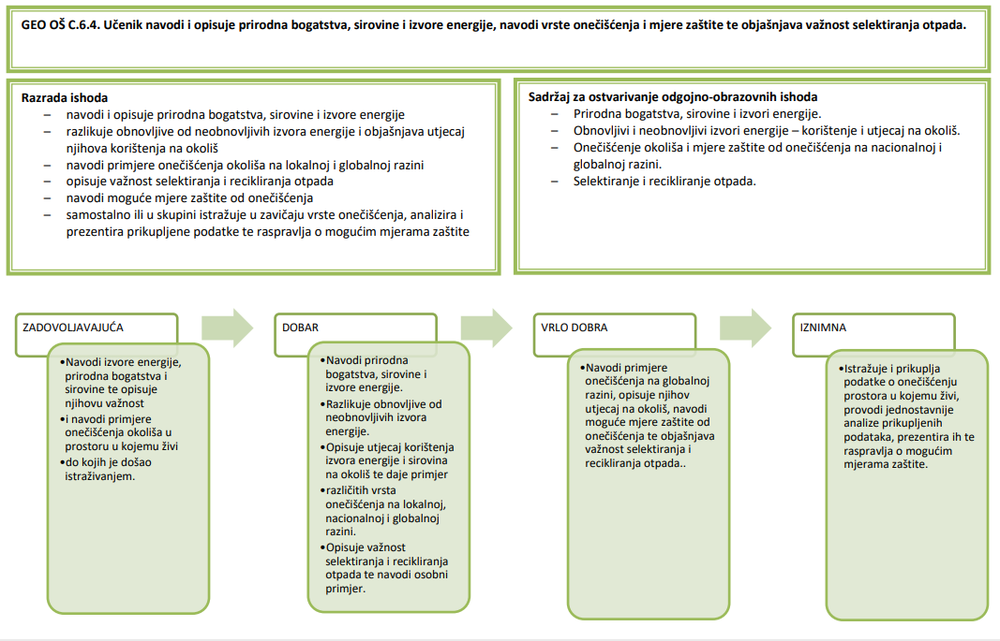 GEO OŠ C.6.4. Učenik navodi i opisuje prirodna bogatstva, sirovine i izvore energije, navodi vrste onečišćenja i mjere zaštite te objašnjava važnost selektiranja otpada.
Razrada ishoda
– navodi i opisuje prirodna bogatstva, sirovine i izvore energije
– razlikuje obnovljive od neobnovljivih izvora energije i objašnjava utjecaj
njihova korištenja na okoliš
– navodi primjere onečišćenja okoliša na lokalnoj i globalnoj razini
– opisuje važnost selektiranja i recikliranja otpada
– navodi moguće mjere zaštite od onečišćenja
– samostalno ili u skupini istražuje u zavičaju vrste onečišćenja, analizira i
prezentira prikupljene podatke te raspravlja o mogućim mjerama zaštite
Sadržaj za ostvarivanje odgojno-obrazovnih ishoda
– Prirodna bogatstva, sirovine i izvori energije.
– Obnovljivi i neobnovljivi izvori energije – korištenje i utjecaj na okoliš.
– Onečišćenje okoliša i mjere zaštite od onečišćenja na nacionalnoj i
globalnoj razini.
– Selektiranje i recikliranje otpada.
ZADOVOLJAVAJUĆA
•Navodi izvore energije,
prirodna bogatstva i
sirovine te opisuje
njihovu važnost
•i navodi primjere
onečišćenja okoliša u
prostoru u kojemu živi
•do kojih je došao
istraživanjem.
DOBAR
•Navodi prirodna
bogatstva, sirovine i
izvore energije.
•Razlikuje obnovljive od
neobnovljivih izvora
energije.
•Opisuje utjecaj korištenja
izvora energije i sirovina
na okoliš te daje primjer
•različitih vrsta
onečišćenja na lokalnoj,
nacionalnoj i globalnoj
razini.
•Opisuje važnost
selektiranja i recikliranja
otpada te navodi osobni
primjer.
VRLO DOBRA
•Navodi primjere
onečišćenja na globalnoj
razini, opisuje njihov
utjecaj na okoliš, navodi
moguće mjere zaštite od
onečišćenja te objašnjava
važnost selektiranja i
recikliranja otpada..
IZNIMNA
•Istražuje i prikuplja
podatke o onečišćenju
prostora u kojemu živi,
provodi jednostavnije
analize prikupljenih
podataka, prezentira ih te
raspravlja o mogućim
mjerama zaštite.